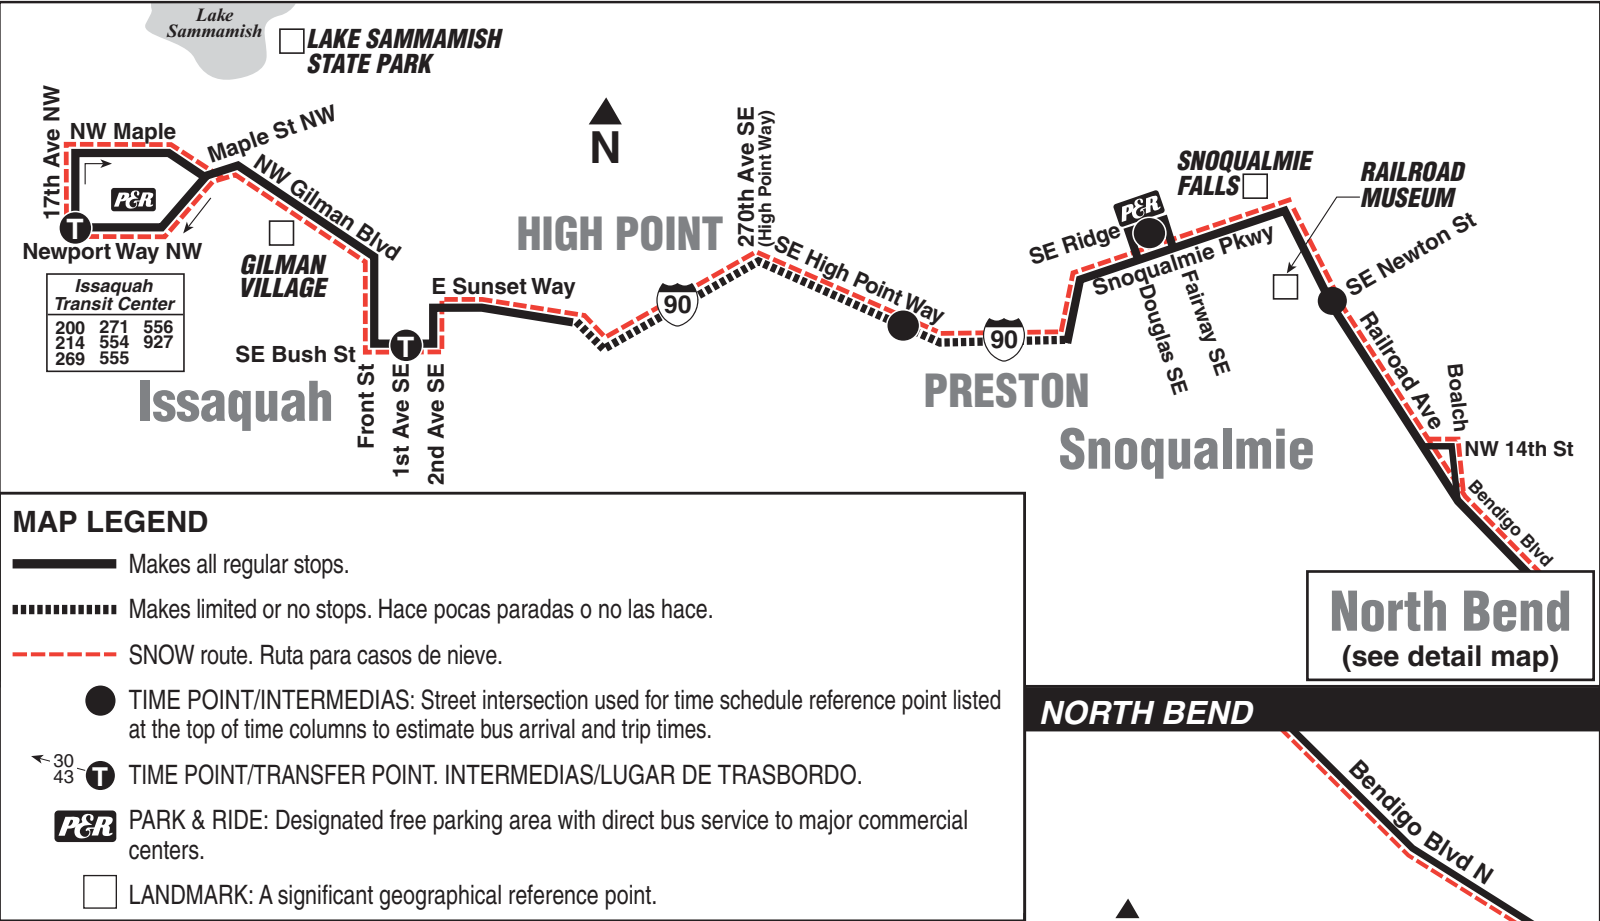 Lake
Sammamish
LAKE SAMMAMISH
STATE PARK
17th Ave NW
NW Maple
Maple St NW
P&R
T
Newport Way NW
NW Gilman Blvd
GILMAN
VILLAGE
Issaquah
Transit Center
200 271 556
214 554 927
269 555
Issaquah
SE Bush St
Front St
T
1st Ave SE
2nd Ave SE
E Sunset Way
N
HIGH POINT
90
270th Ave SE
(High Point Way)
SE High Point Way
90
PRESTON
SE Ridge
P&R
Snoqualmie Pkwy
Douglas SE
Fairway SE
SNOQUALMIE
FALLS
RAILROAD
MUSEUM
SE Newton St
Railroad Ave
Boalch
NW 14th St
Bendigo Blvd
Snoqualmie
North Bend
(see detail map)
MAP LEGEND
Makes all regular stops.
Makes limited or no stops. Hace pocas paradas o no las hace.
SNOW route. Ruta para casos de nieve.
TIME POINT/INTERMEDIAS: Street intersection used for time schedule reference point listed
at the top of time columns to estimate bus arrival and trip times.
30
43
T
TIME POINT/TRANSFER POINT. INTERMEDIAS/LUGAR DE TRASBORDO.
P&R
PARK & RIDE: Designated free parking area with direct bus service to major commercial
centers.
LANDMARK: A significant geographical reference point.
NORTH BEND
Bendigo Blvd N